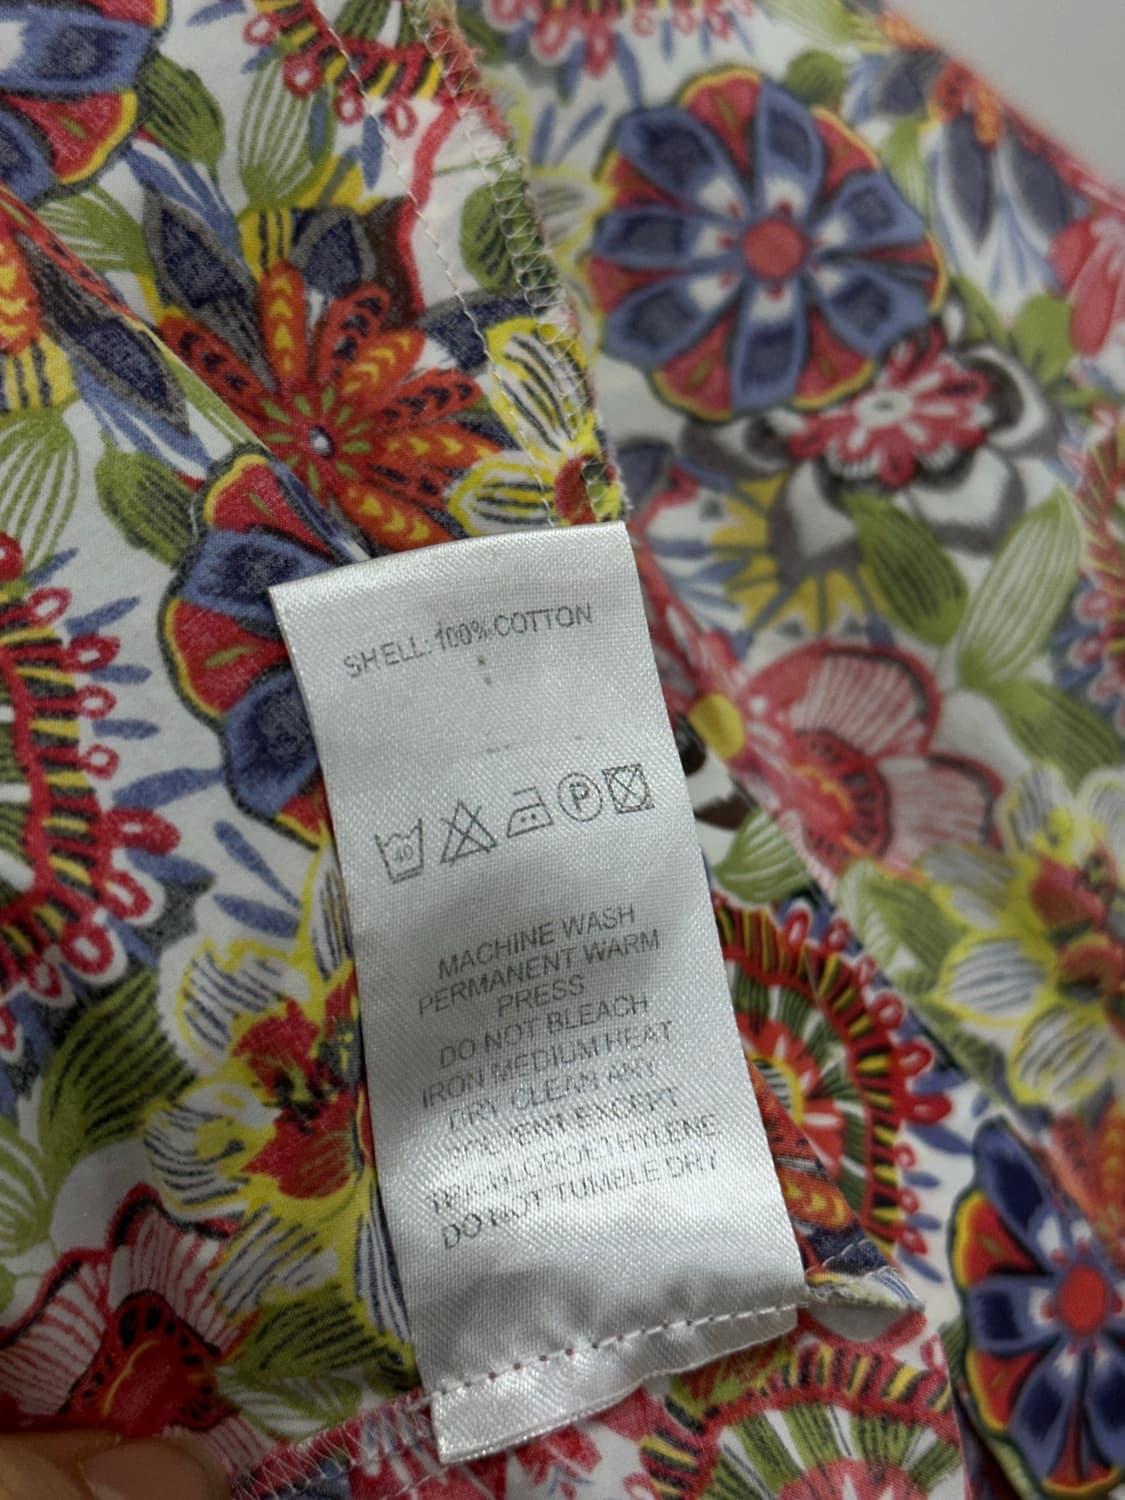 SHELL: 100% COTTON
40
P
MACHINE WASH
PERMANENT WARM
PRESS
DO NOT BLEACH
IRON MEDIUM HEAT
DRY CLEAN ANY
SOLVENT EXCEPT
TRICHLOROETHYLENE
DO NOT TUMBLE DRY